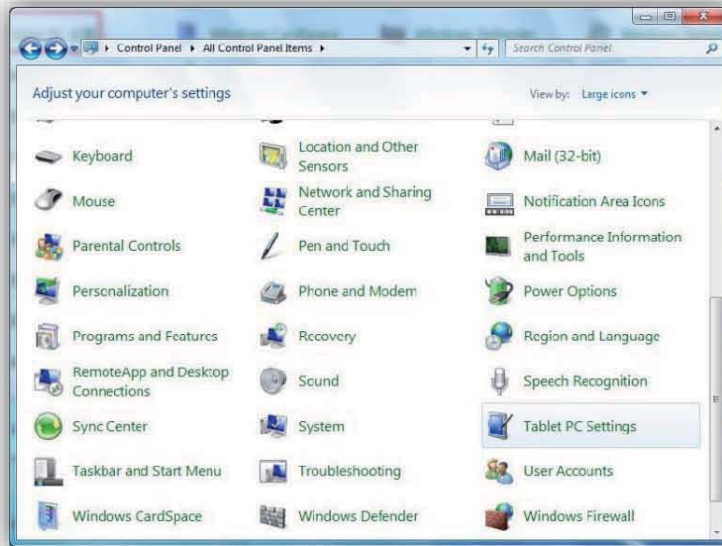 Control Panel ▸ All Control Panel Items ▸
Search Control Panel
Adjust your computer's settings
View by: Large icons
Keyboard
Location and Other
Sensors
Mail (32-bit)
Mouse
Network and Sharing
Center
Notification Area Icons
Parental Controls
Pen and Touch
Performance Information
and Tools
Personalization
Phone and Modem
Power Options
Programs and Features
Recovery
Region and Language
RemoteApp and Desktop
Connections
Sound
Speech Recognition
Sync Center
System
Tablet PC Settings
Taskbar and Start Menu
Troubleshooting
User Accounts
Windows CardSpace
Windows Defender
Windows Firewall